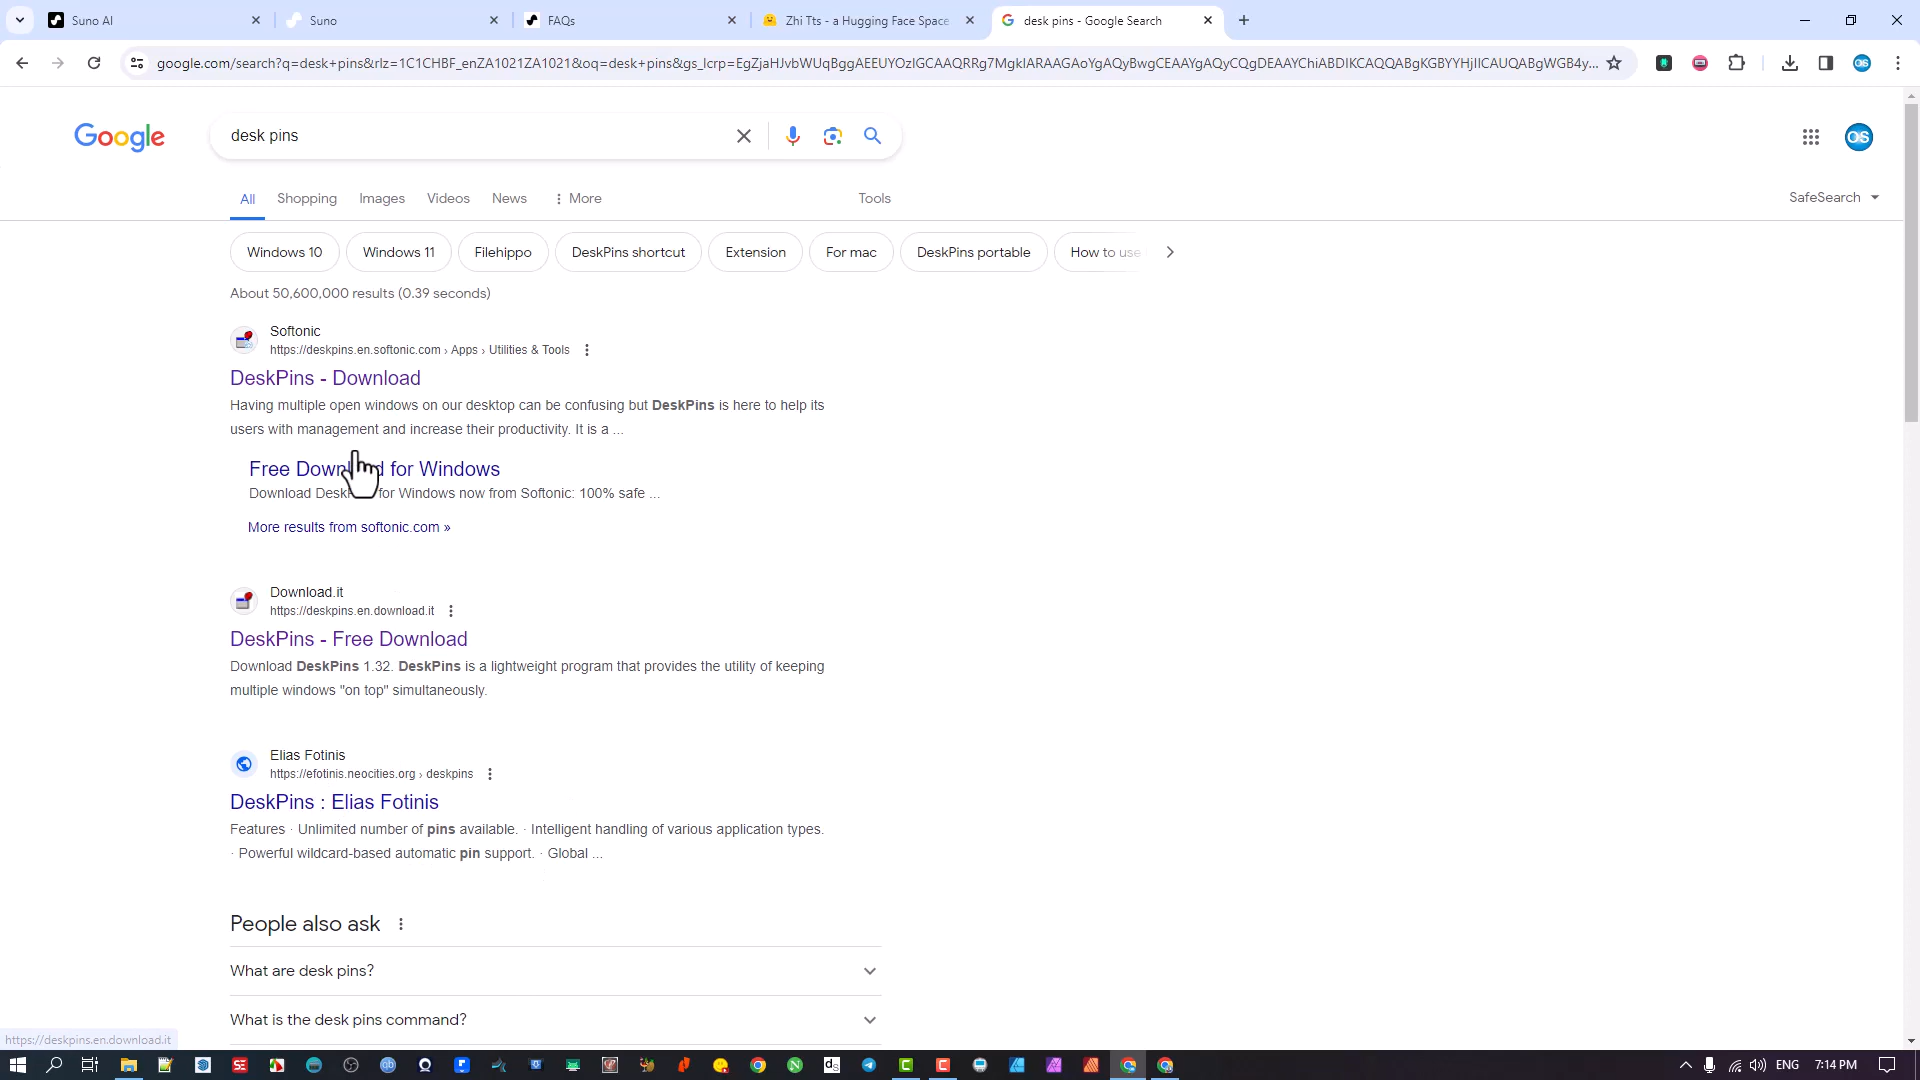 Suno AI
Suno
FAQs
Zhi Tts - a Hugging Face Space
desk pins - Google Search
google.com/search?q=desk+pins&rlz=1C1CHBF_enZA1021ZA1021&oq=desk+pins&gs_lcrp=EgZjaHJvbWUqBggAEEUYOzIGCAAQRRg7MgkIARAAGAoYgAQyBwgCEAAYgAQyCQgDEAAYChiABDIKCAQQABgKGBYYHjIICAUQABgWGB4y...
OS
Google
desk pins
OS
All
Shopping
Images
Videos
News
More
Tools
SafeSearch
Windows 10
Windows 11
Filehippo
DeskPins shortcut
Extension
For mac
DeskPins portable
How to use
About 50,600,000 results (0.39 seconds)
Softonic
https://deskpins.en.softonic.com › Apps › Utilities & Tools
DeskPins - Download
Having multiple open windows on our desktop can be confusing but DeskPins is here to help its
users with management and increase their productivity. It is a ...
Free Download for Windows
Download DeskPins for Windows now from Softonic: 100% safe ...
More results from softonic.com »
Download.it
https://deskpins.en.download.it
DeskPins - Free Download
Download DeskPins 1.32. DeskPins is a lightweight program that provides the utility of keeping
multiple windows "on top" simultaneously.
Elias Fotinis
https://efotinis.neocities.org › deskpins
DeskPins : Elias Fotinis
Features · Unlimited number of pins available. · Intelligent handling of various application types.
· Powerful wildcard-based automatic pin support. · Global ...
People also ask
What are desk pins?
What is the desk pins command?
https://deskpins.en.download.it
ENG
7:14 PM